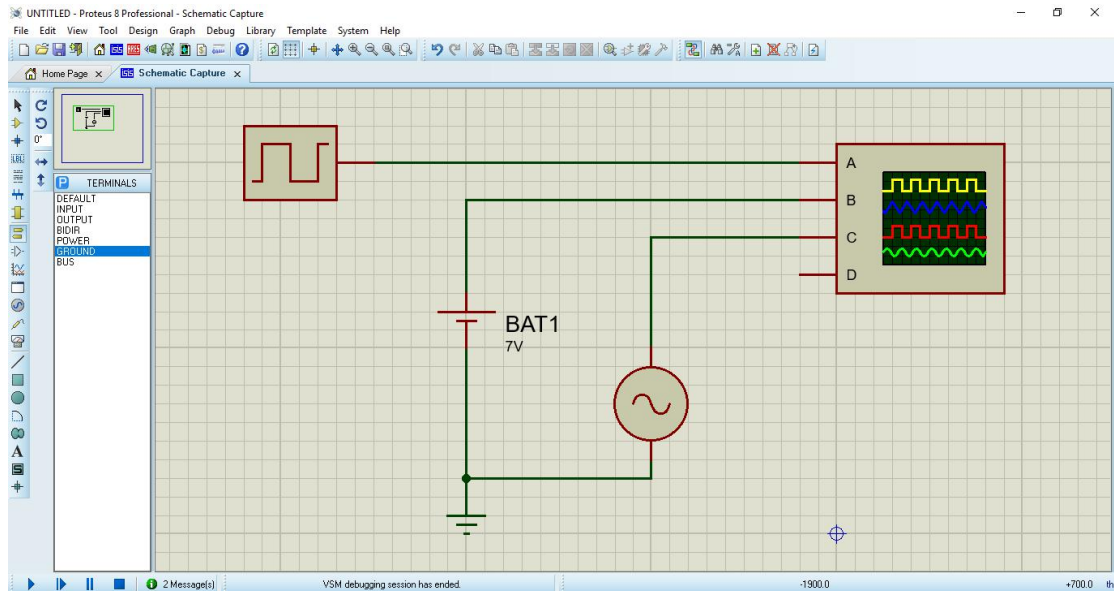 UNTITLED - Proteus 8 Professional - Schematic Capture
File Edit View Tool Design Graph Debug Library Template System Help
Home Page x Schematic Capture x
0°
P TERMINALS
DEFAULT
INPUT
OUTPUT
BIDIR
POWER
GROUND
BUS
A
B
C
D
BAT1
7V
2 Message(s) VSM debugging session has ended. -1900.0 +700.0 th